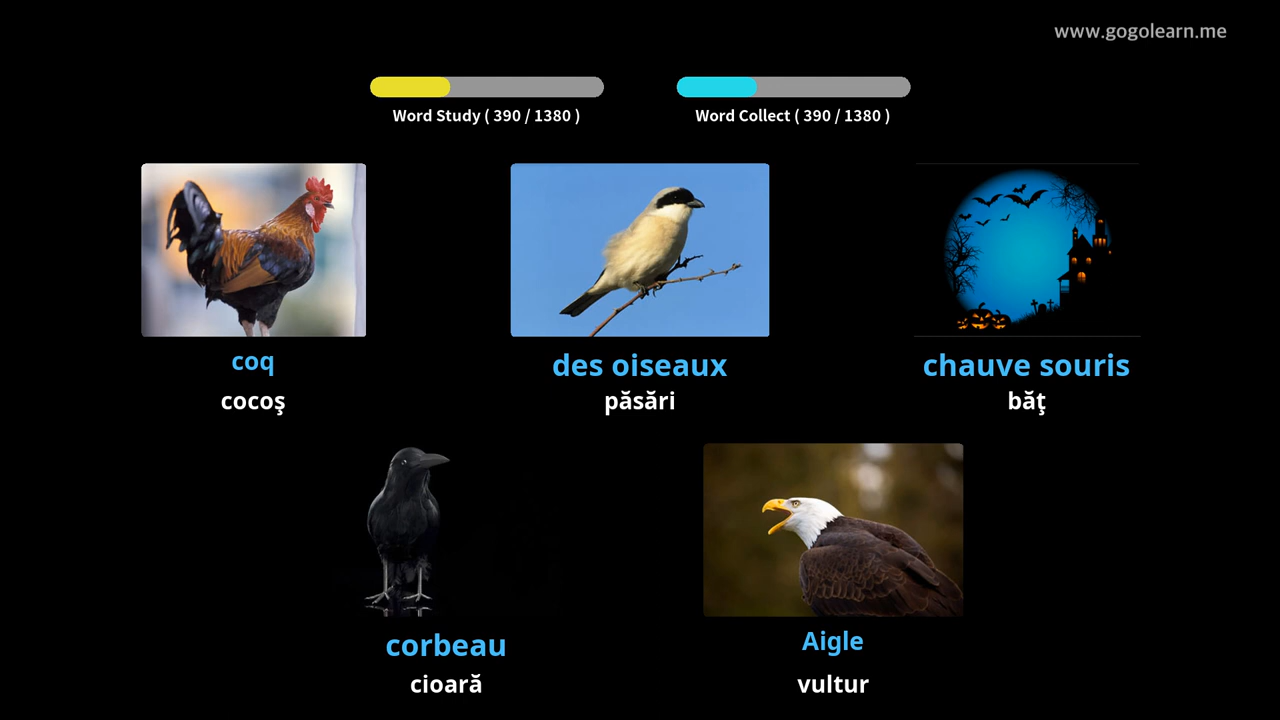 www.gogolearn.me
Word Study ( 390 / 1380 )
Word Collect ( 390 / 1380 )
coq
cocoş
des oiseaux
păsări
chauve souris
băţ
corbeau
cioară
Aigle
vultur